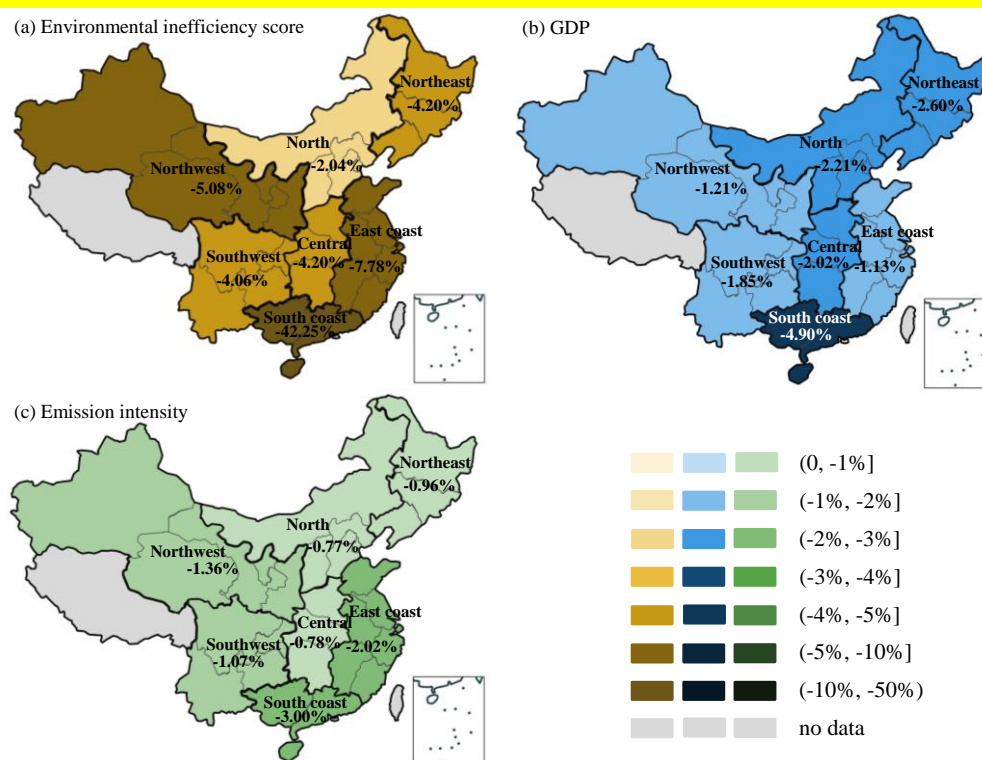 (a) Environmental inefficiency score
Northeast
-4.20%
North
-2.04%
Northwest
-5.08%
East coast
-7.78%
Central
-4.20%
Southwest
-4.06%
South coast
-42.25%
(b) GDP
Northeast
-2.60%
North
-2.21%
Northwest
-1.21%
East coast
-1.13%
Central
-2.02%
Southwest
-1.85%
South coast
-4.90%
(c) Emission intensity
Northeast
-0.96%
North
-0.77%
Northwest
-1.36%
East coast
-2.02%
Central
-0.78%
Southwest
-1.07%
South coast
-3.00%
(0, -1%]
(-1%, -2%]
(-2%, -3%]
(-3%, -4%]
(-4%, -5%]
(-5%, -10%]
(-10%, -50%)
no data